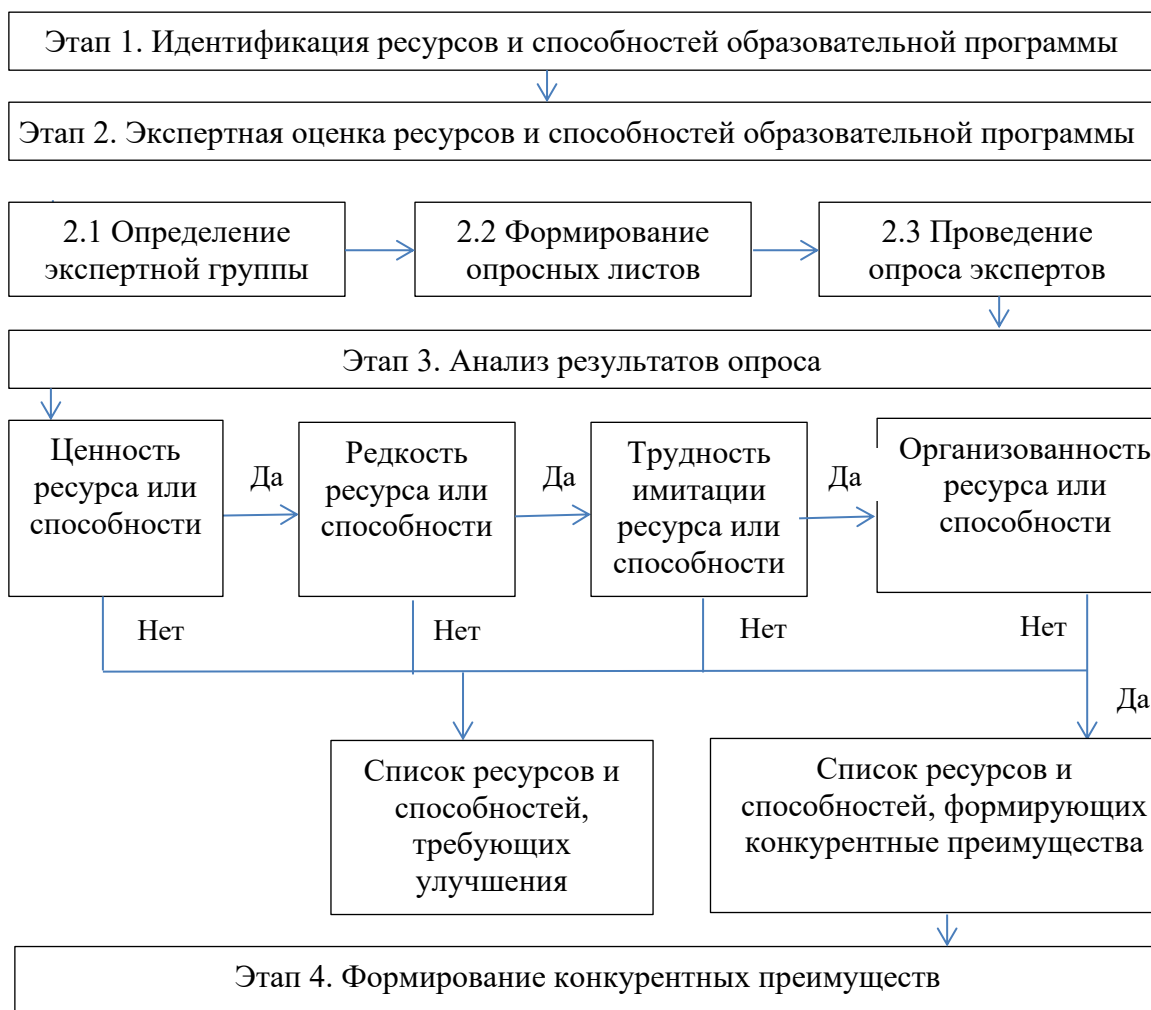 Этап 1. Идентификация ресурсов и способностей образовательной программы
Этап 2. Экспертная оценка ресурсов и способностей образовательной программы
2.1 Определение
экспертной группы
2.2 Формирование
опросных листов
2.3 Проведение
опроса экспертов
Этап 3. Анализ результатов опроса
Ценность
ресурса или
способности
Да
Редкость
ресурса или
способности
Да
Трудность
имитации
ресурса или
способности
Да
Организованность
ресурса или
способности
Нет
Нет
Нет
Нет
Да
Список ресурсов и
способностей,
требующих
улучшения
Список ресурсов и
способностей, формирующих
конкурентные преимущества
Этап 4. Формирование конкурентных преимуществ